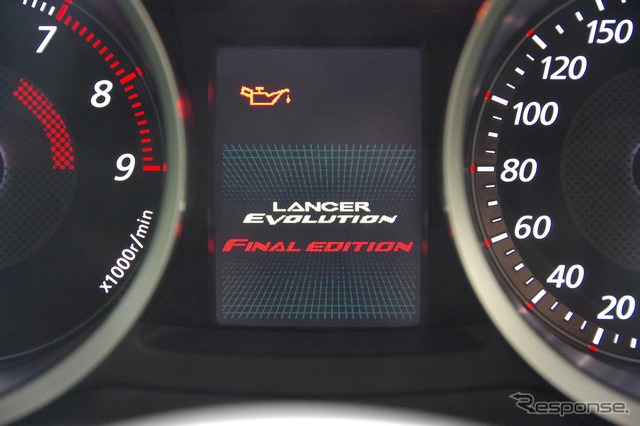 7
8
9
x1000r/min
LANCER
EVOLUTION
FINAL EDITION
150
120
100
80
60
40
20
Response.